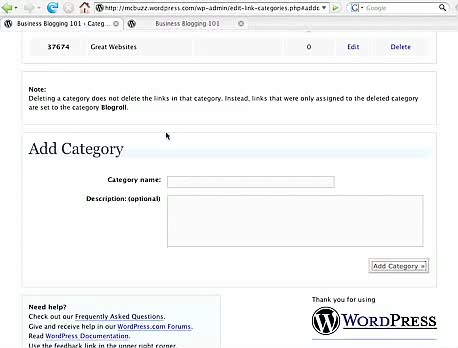 http://mcbuzz.wordpress.com/wp-admin/edit-link-categories.php#addc
Google
Business Blogging 101 › Categ...
Business Blogging 101
37674 Great Websites 0 Edit Delete
Note:
Deleting a category does not delete the links in that category. Instead, links that were only assigned to the deleted category
are set to the category Blogroll.
Add Category
Category name:
Description: (optional)
Add Category »
Need help?
Check out our Frequently Asked Questions.
Give and receive help in our WordPress.com Forums.
Read WordPress Documentation.
Use the feedback link in the upper right corner.
Thank you for using
WORDPRESS